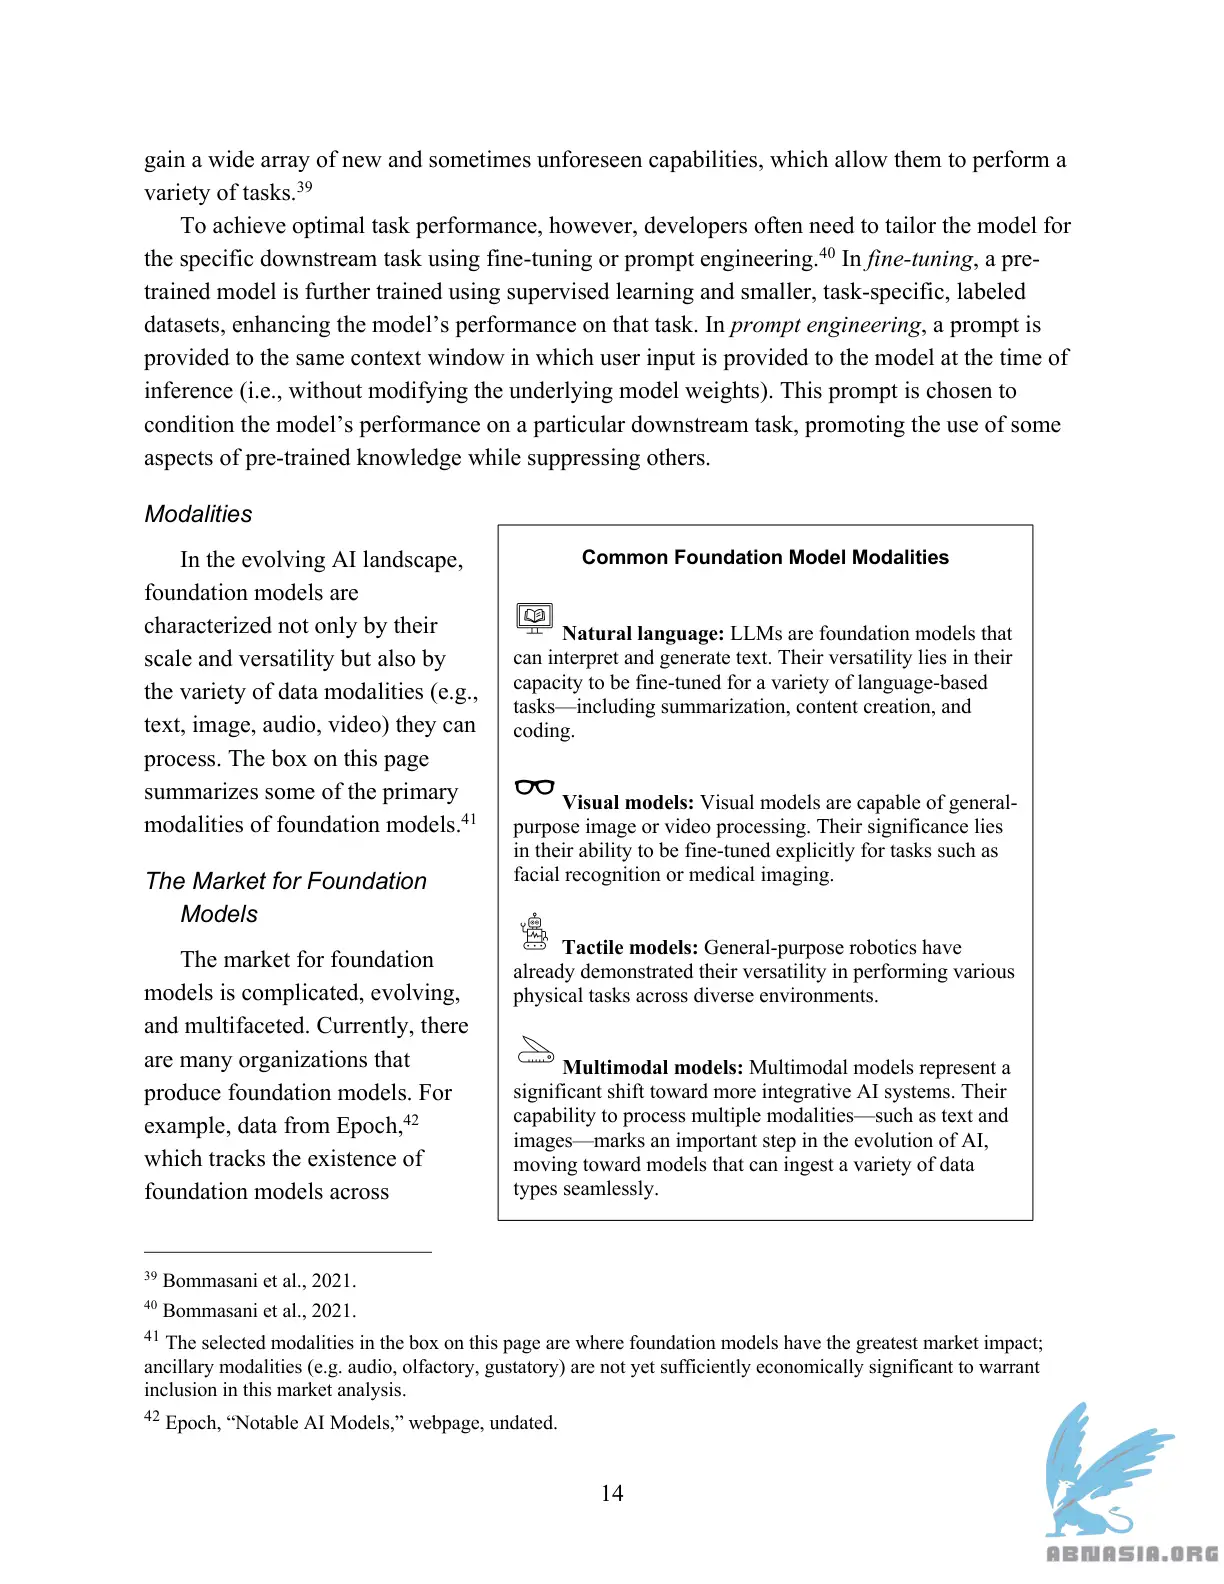 gain a wide array of new and sometimes unforeseen capabilities, which allow them to perform a
variety of tasks.39
To achieve optimal task performance, however, developers often need to tailor the model for
the specific downstream task using fine-tuning or prompt engineering.40 In fine-tuning, a pre-
trained model is further trained using supervised learning and smaller, task-specific, labeled
datasets, enhancing the model’s performance on that task. In prompt engineering, a prompt is
provided to the same context window in which user input is provided to the model at the time of
inference (i.e., without modifying the underlying model weights). This prompt is chosen to
condition the model’s performance on a particular downstream task, promoting the use of some
aspects of pre-trained knowledge while suppressing others.
Modalities
In the evolving AI landscape,
foundation models are
characterized not only by their
scale and versatility but also by
the variety of data modalities (e.g.,
text, image, audio, video) they can
process. The box on this page
summarizes some of the primary
modalities of foundation models.41
The Market for Foundation
Models
The market for foundation
models is complicated, evolving,
and multifaceted. Currently, there
are many organizations that
produce foundation models. For
example, data from Epoch,42
which tracks the existence of
foundation models across
Common Foundation Model Modalities
Natural language: LLMs are foundation models that
can interpret and generate text. Their versatility lies in their
capacity to be fine-tuned for a variety of language-based
tasks—including summarization, content creation, and
coding.
Visual models: Visual models are capable of general-
purpose image or video processing. Their significance lies
in their ability to be fine-tuned explicitly for tasks such as
facial recognition or medical imaging.
Tactile models: General-purpose robotics have
already demonstrated their versatility in performing various
physical tasks across diverse environments.
Multimodal models: Multimodal models represent a
significant shift toward more integrative AI systems. Their
capability to process multiple modalities—such as text and
images—marks an important step in the evolution of AI,
moving toward models that can ingest a variety of data
types seamlessly.
39 Bommasani et al., 2021.
40 Bommasani et al., 2021.
41 The selected modalities in the box on this page are where foundation models have the greatest market impact;
ancillary modalities (e.g. audio, olfactory, gustatory) are not yet sufficiently economically significant to warrant
inclusion in this market analysis.
42 Epoch, “Notable AI Models,” webpage, undated.
14
ABNASIA.ORG